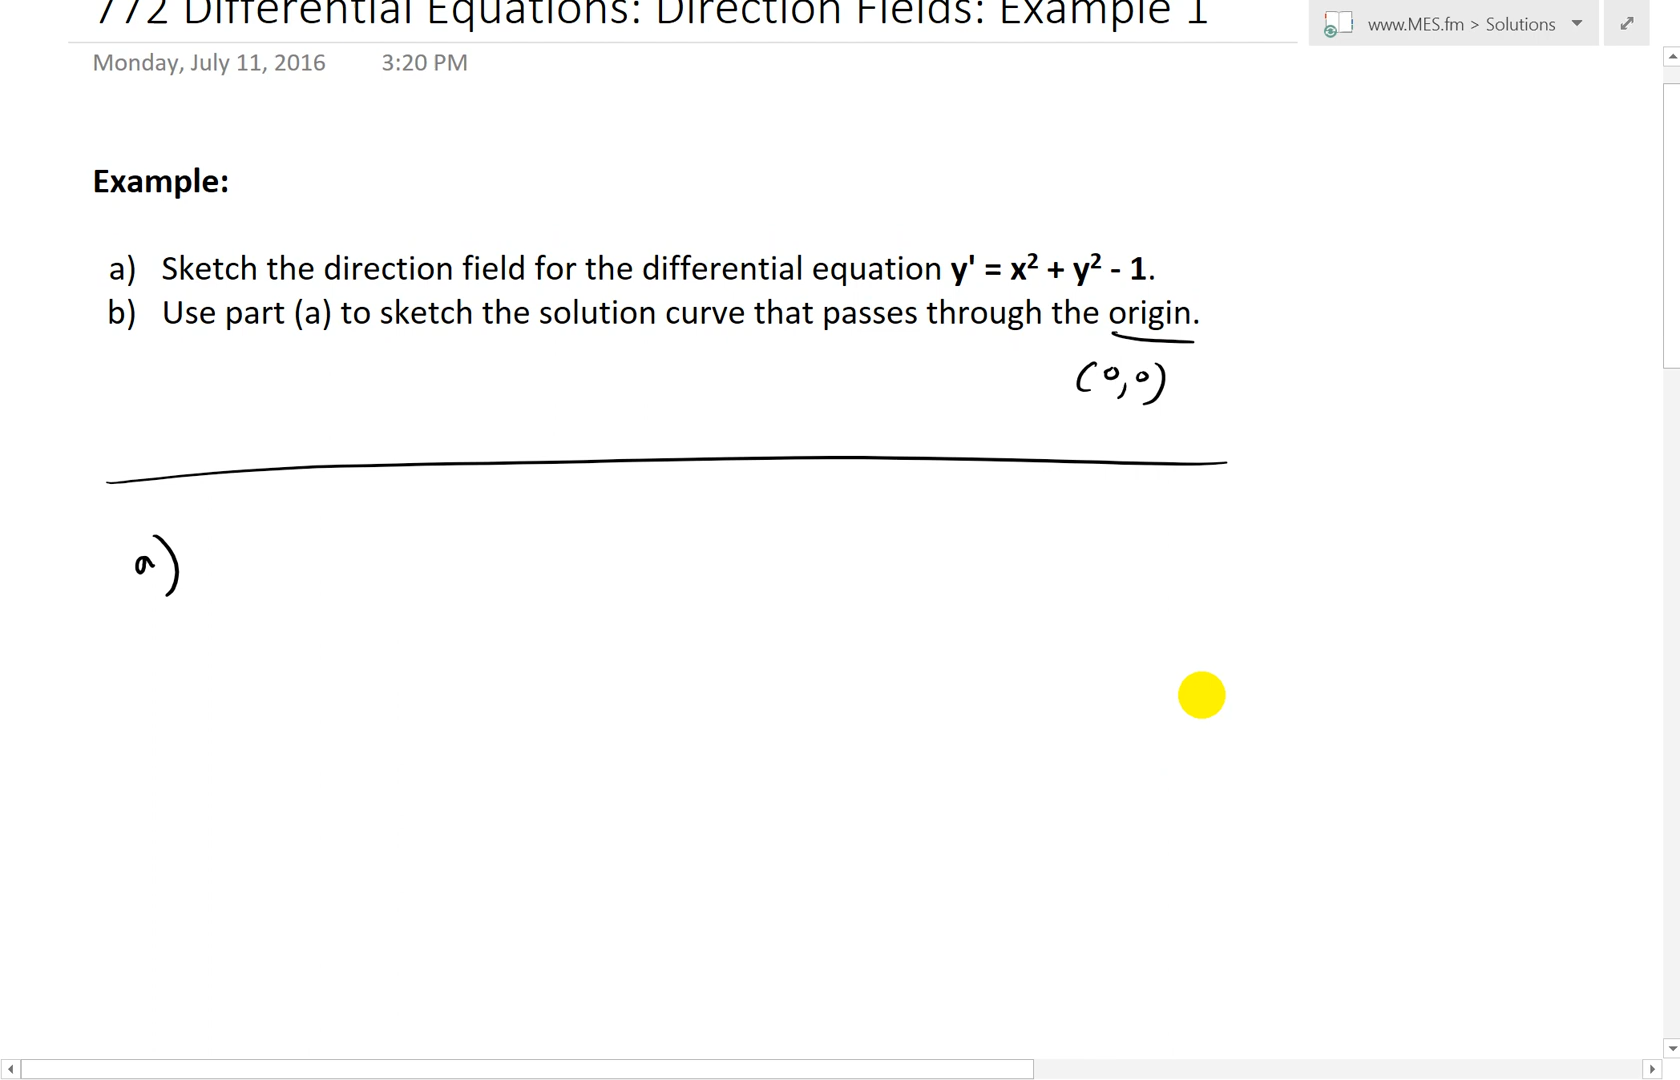 772 Differential Equations: Direction Fields: Example 1
www.MES.fm > Solutions
Monday, July 11, 2016 3:20 PM
Example:
a) Sketch the direction field for the differential equation y' = x² + y² - 1.
b) Use part (a) to sketch the solution curve that passes through the origin.
(0,0)
a)